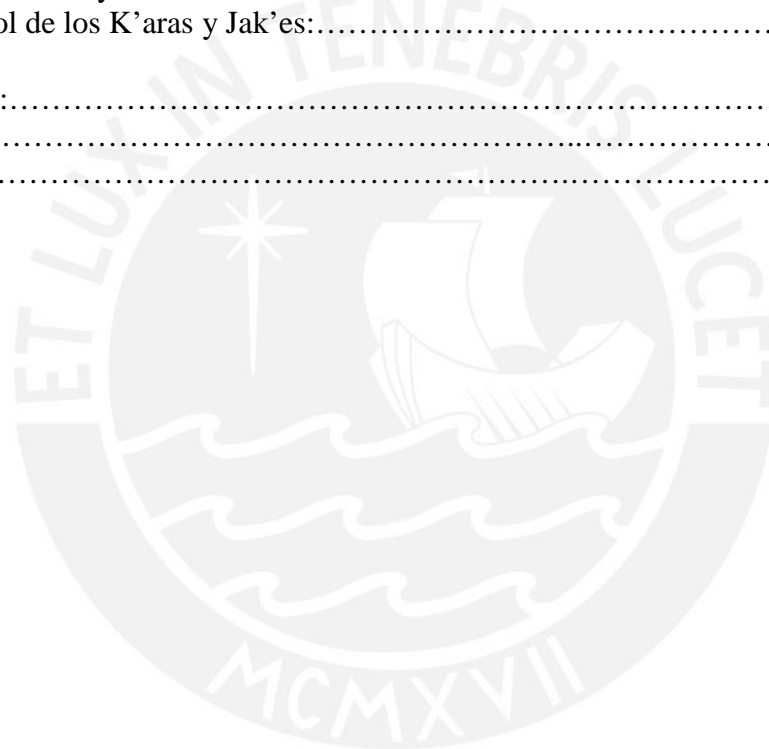 ol de los K’aras y Jak’es:……………………………………………
:……………………………………………………………………
………………………………………………………...………………
……………………………………………………………………
ET LUX IN TENEBRIS LUCET
MCMXVII